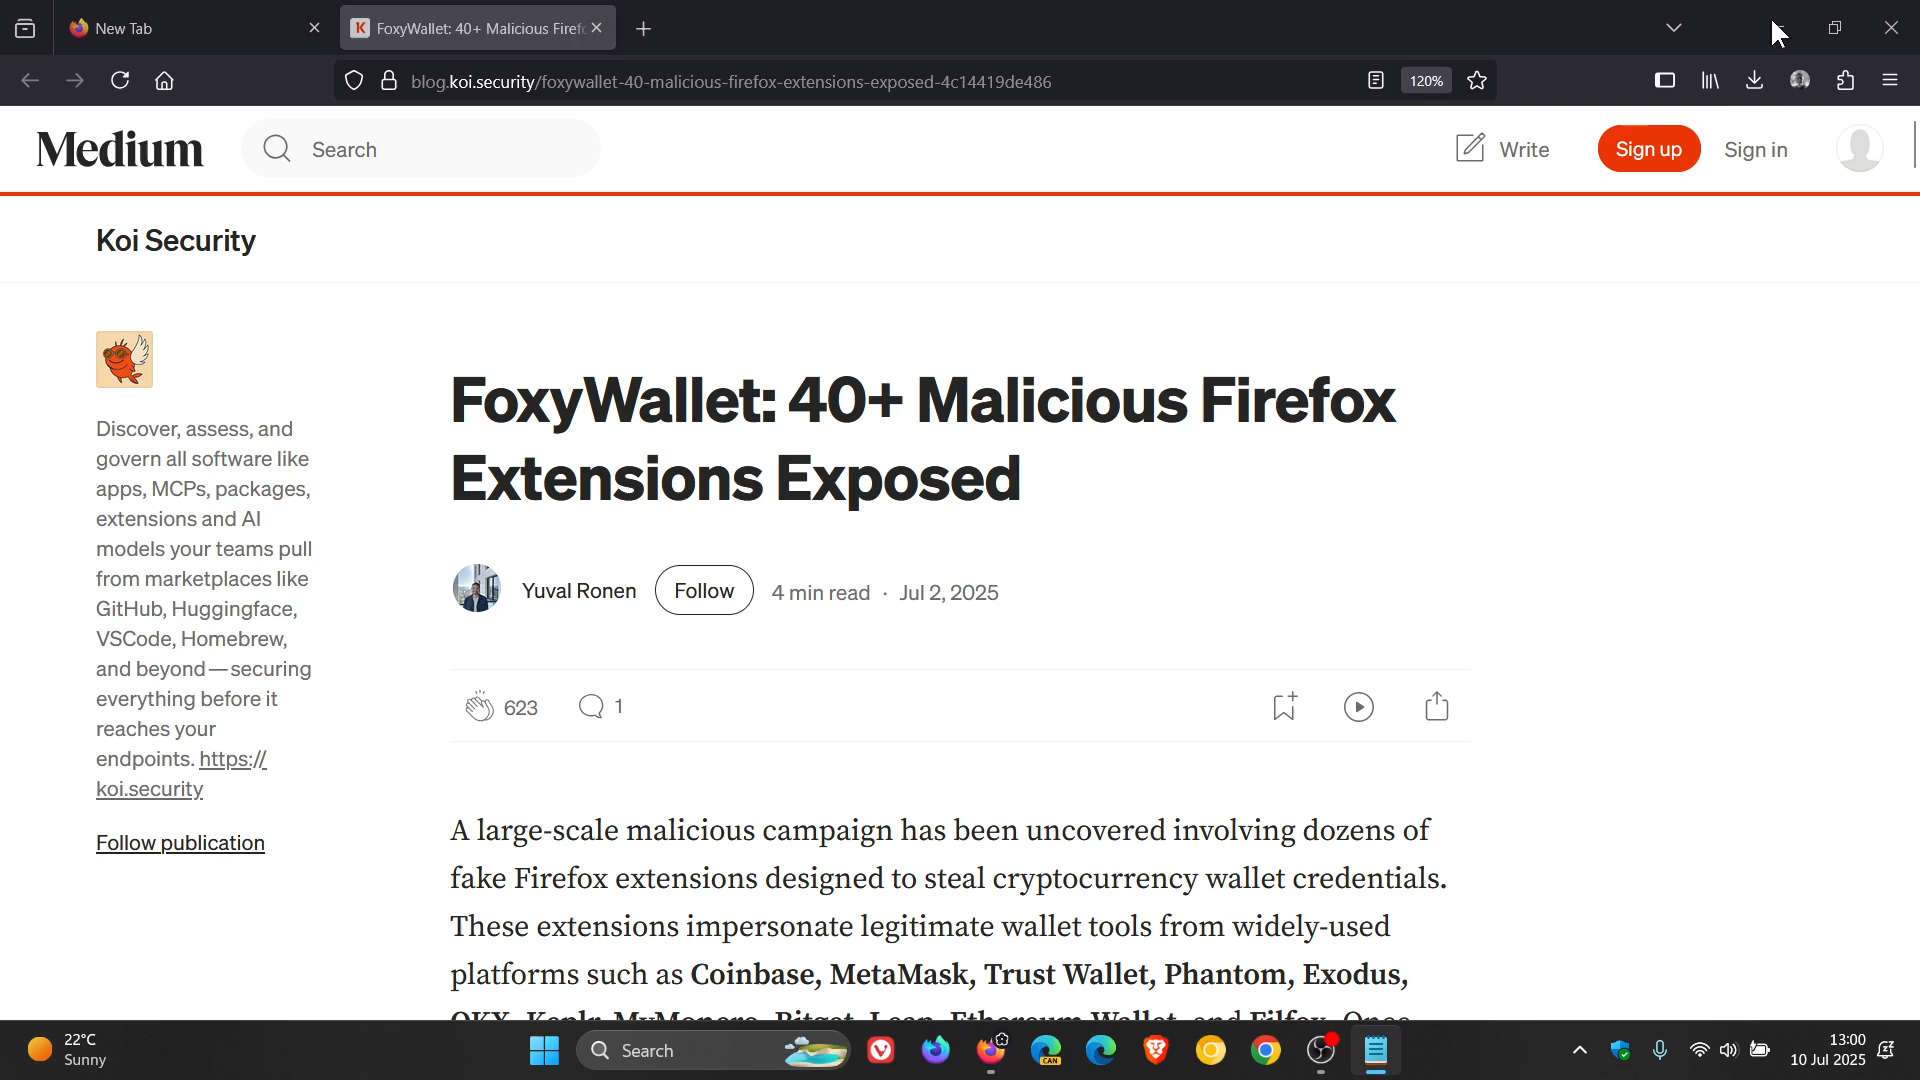 New Tab
FoxyWallet: 40+ Malicious Firef
blog.koi.security/foxywallet-40-malicious-firefox-extensions-exposed-4c14419de486
120%
Medium
Search
Write
Sign up
Sign in
Koi Security
Discover, assess, and
govern all software like
apps, MCPs, packages,
extensions and AI
models your teams pull
from marketplaces like
GitHub, Huggingface,
VSCode, Homebrew,
and beyond—securing
everything before it
reaches your
endpoints. https://
koi.security
Follow publication
FoxyWallet: 40+ Malicious Firefox
Extensions Exposed
Yuval Ronen
Follow
4 min read · Jul 2, 2025
623
1
A large-scale malicious campaign has been uncovered involving dozens of
fake Firefox extensions designed to steal cryptocurrency wallet credentials.
These extensions impersonate legitimate wallet tools from widely-used
platforms such as Coinbase, MetaMask, Trust Wallet, Phantom, Exodus,
OKX, Keplr, MyMonero, Bitget, Leap, Ethereum Wallet, and Filfox. Once
22°C
Sunny
Search
CAN
13:00
10 Jul 2025